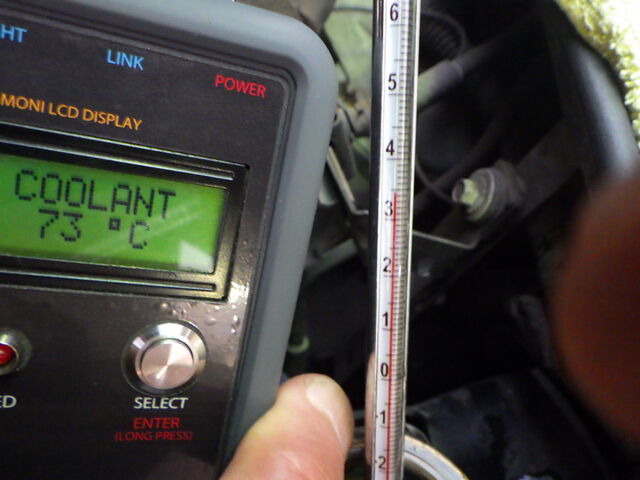 HT
LINK
POWER
MONI LCD DISPLAY
COOLANT
73 °C
ED
SELECT
ENTER
(LONG PRESS)
6
5
4
3
2
1
0
1
2